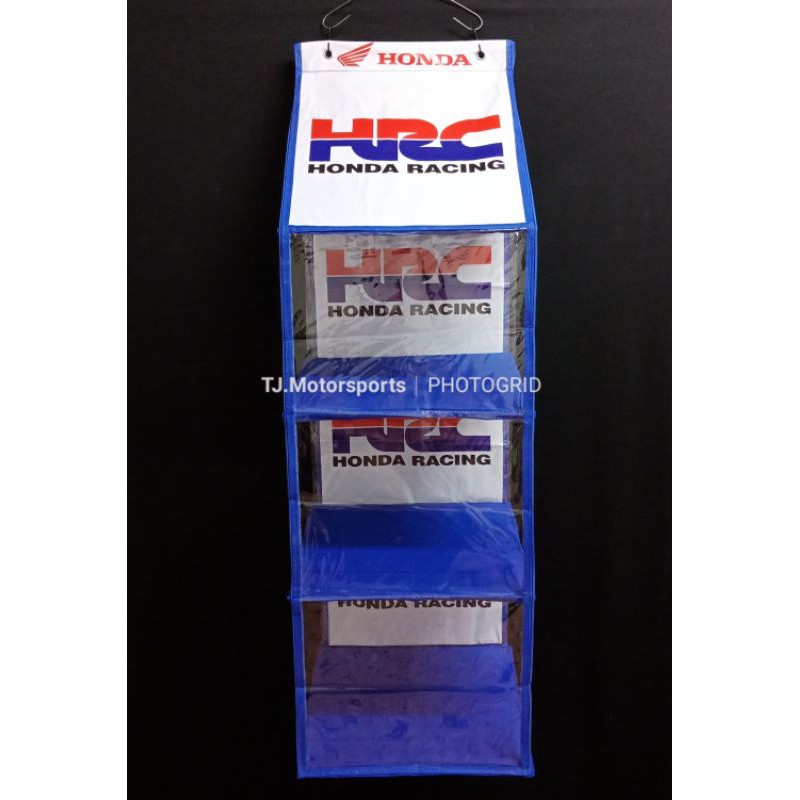 HONDA
HRC
HONDA RACING
HRC
HONDA RACING
TJ.Motorsports | PHOTOGRID
HRC
HONDA RACING
HONDA RACING